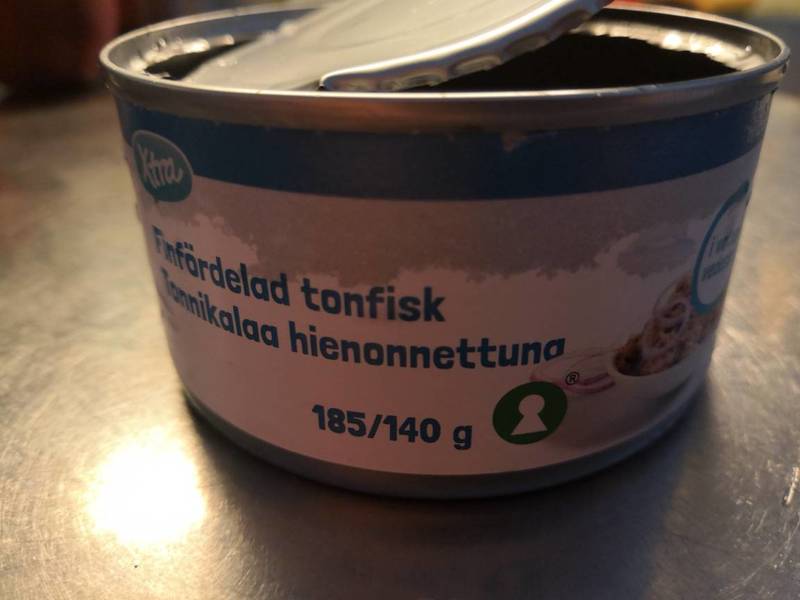 Xtra
Finfördelad tonfisk
Tonnikalaa hienonnettuna
185/140 g
®